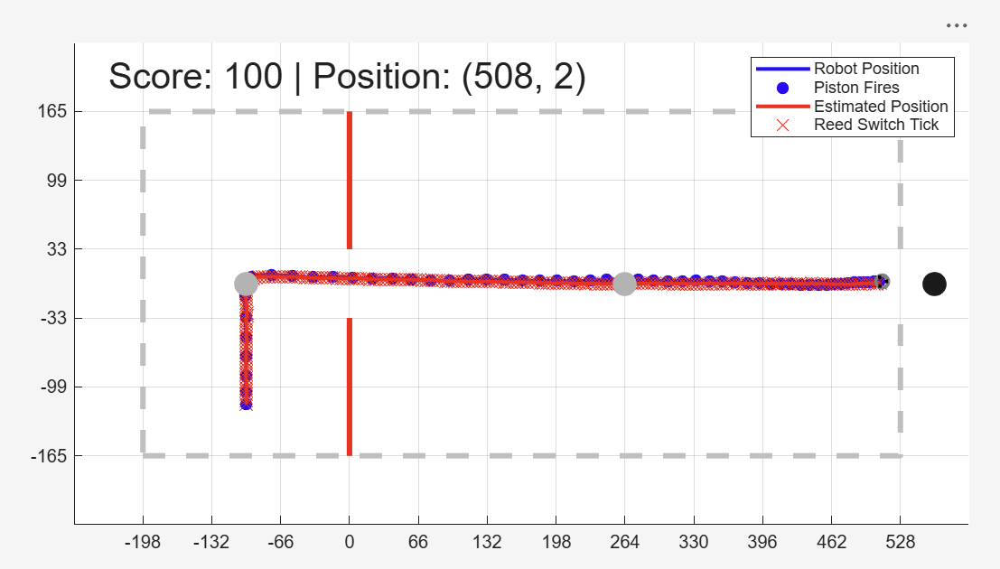 Score: 100 | Position: (508, 2)
Robot Position
Piston Fires
Estimated Position
Reed Switch Tick
165
99
33
-33
-99
-165
-198 -132 -66 0 66 132 198 264 330 396 462 528